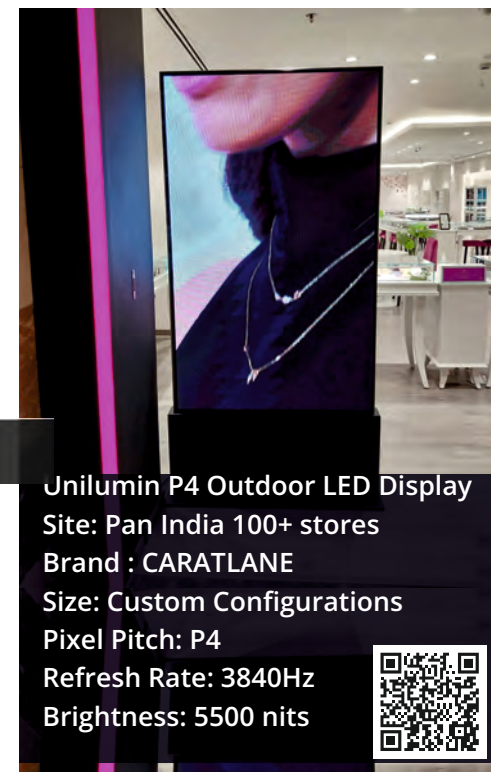 Unilumin P4 Outdoor LED Display
Site: Pan India 100+ stores
Brand : CARATLANE
Size: Custom Configurations
Pixel Pitch: P4
Refresh Rate: 3840Hz
Brightness: 5500 nits